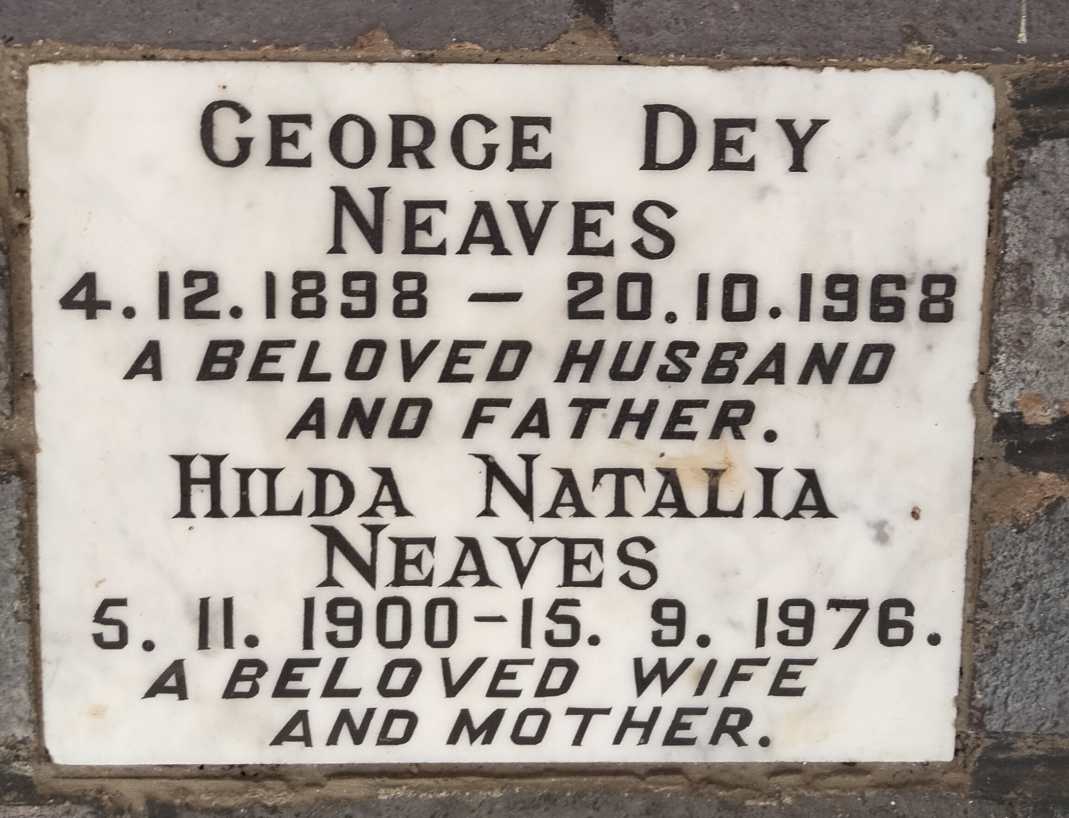 GEORGE DEY
NEAVES
4.12.1898 – 20.10.1968
A BELOVED HUSBAND
AND FATHER.
HILDA NATALIA
NEAVES
5. 11. 1900-15. 9. 1976.
A BELOVED WIFE
AND MOTHER.